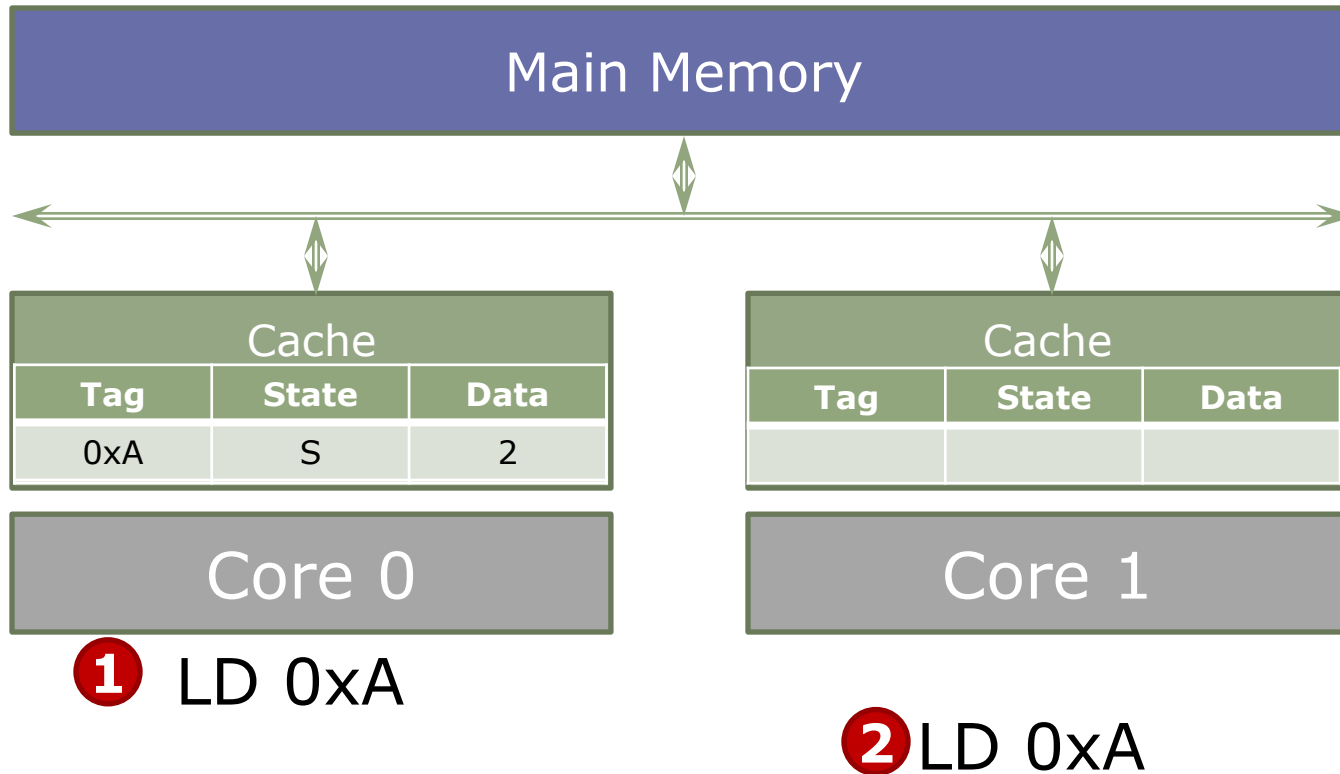 Main Memory
Cache
Tag State Data
0xA S 2
Core 0
1 LD 0xA
Cache
Tag State Data
Core 1
2 LD 0xA